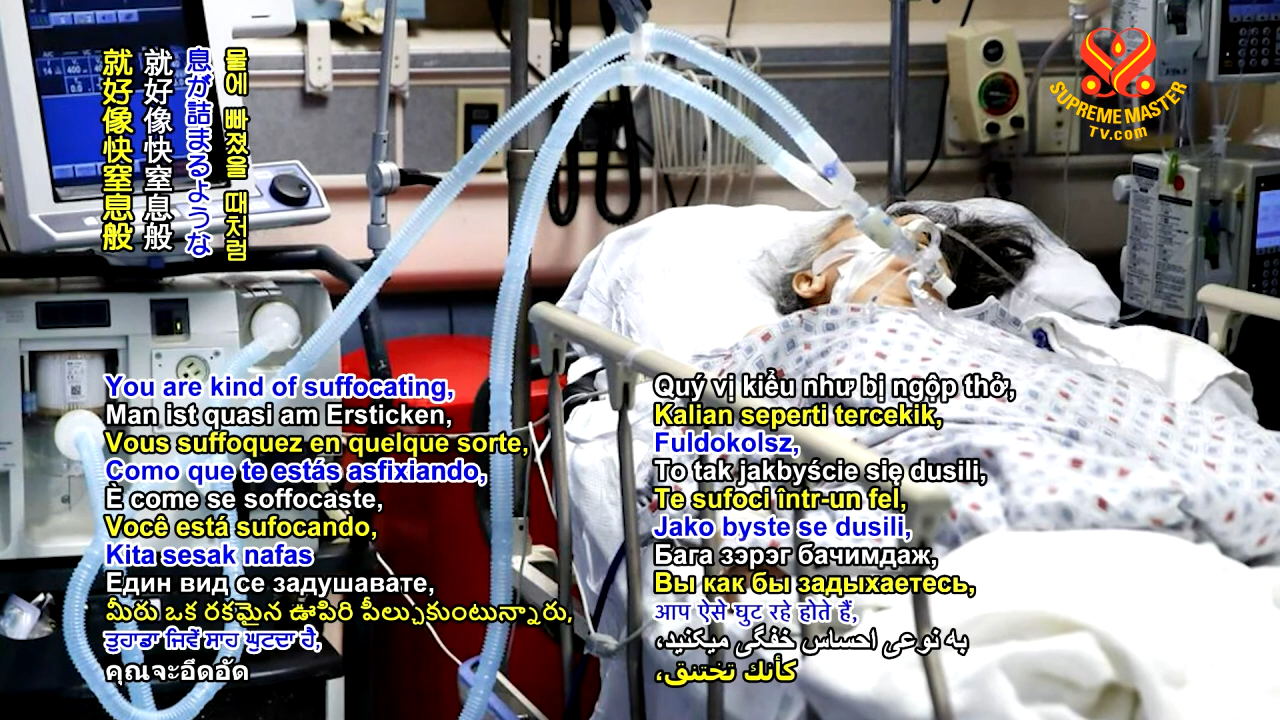 就好像快窒息般
就好像快窒息般
息が詰まるような
물에 빠졌을 때처럼
SUPREME MASTER
TV.com
You are kind of suffocating,
Man ist quasi am Ersticken,
Vous suffoquez en quelque sorte,
Como que te estás asfixiando,
È come se soffocaste,
Você está sufocando,
Kita sesak nafas
Един вид се задушавате,
మీరు ఒక రకమైన ఊపిరి పీల్చుకుంటున్నారు,
ਤੁਹਾਡਾ ਜਿਵੇਂ ਸਾਹ ਘੁਟਦਾ ਹੈ,
คุณจะอึดอัด
Quý vị kiểu như bị ngộp thở,
Kalian seperti tercekik,
Fuldokolsz,
To tak jakbyście się dusili,
Te sufoci într-un fel,
Jako byste se dusili,
Бага зэрэг бачимдаж,
Вы как бы задыхаетесь,
आप ऐसे घुट रहे होते हैं,
به نوعی احساس خفگی میکنید،
كأنك تختنق،